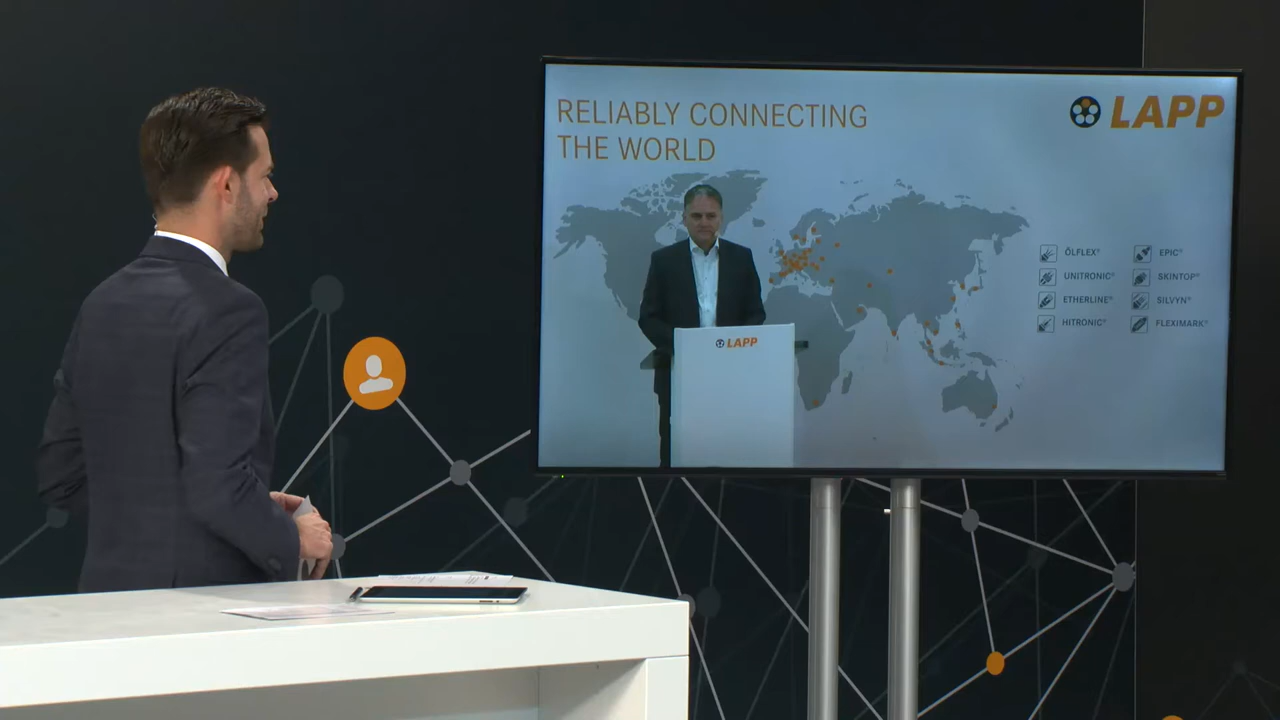 RELIABLY CONNECTING
THE WORLD
LAPP
ÖLFLEX®
EPIC®
UNITRONIC®
SKINTOP®
ETHERLINE®
SILVYN®
HITRONIC®
FLEXIMARK®
LAPP